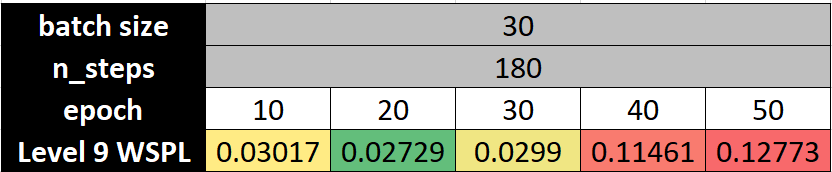 batch size 30
n_steps 180
epoch 10 20 30 40 50
Level 9 WSPL 0.03017 0.02729 0.0299 0.11461 0.12773